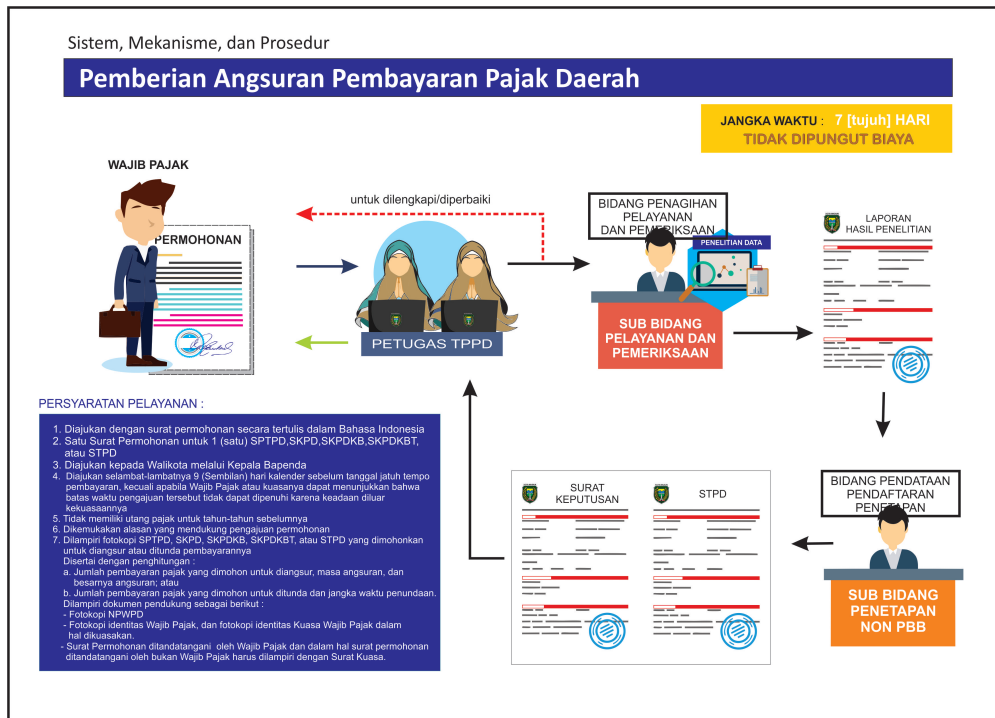 Sistem, Mekanisme, dan Prosedur
Pemberian Angsuran Pembayaran Pajak Daerah
JANGKA WAKTU : 7 [tujuh] HARI
TIDAK DIPUNGUT BIAYA
WAJIB PAJAK
PERMOHONAN
untuk dilengkapi/diperbaiki
PETUGAS TPPD
BIDANG PENAGIHAN
PELAYANAN
DAN PEMERIKSAAN
PENELITIAN DATA
SUB BIDANG
PELAYANAN DAN
PEMERIKSAAN
LAPORAN
HASIL PENELITIAN
PERSYARATAN PELAYANAN :
1. Diajukan dengan surat permohonan secara tertulis dalam Bahasa Indonesia
2. Satu Surat Permohonan untuk 1 (satu) SPTPD,SKPD,SKPDKB,SKPDKBT,
atau STPD
3. Diajukan kepada Walikota melalui Kepala Bapenda
4. Diajukan selambat-lambatnya 9 (Sembilan) hari kalender sebelum tanggal jatuh tempo
pembayaran, kecuali apabila Wajib Pajak atau kuasanya dapat menunjukkan bahwa
batas waktu pengajuan tersebut tidak dapat dipenuhi karena keadaan diluar
kekuasaannya
5. Tidak memiliki utang pajak untuk tahun-tahun sebelumnya
6. Dikemukakan alasan yang mendukung pengajuan permohonan
7. Dilampiri fotokopi SPTPD, SKPD, SKPDKB, SKPDKBT, atau STPD yang dimohonkan
untuk diangsur atau ditunda pembayarannya
Disertai dengan penghitungan :
a. Jumlah pembayaran pajak yang dimohon untuk diangsur, masa angsuran, dan
besarnya angsuran; atau
b. Jumlah pembayaran pajak yang dimohon untuk ditunda dan jangka waktu penundaan.
Dilampiri dokumen pendukung sebagai berikut :
- Fotokopi NPWPD
- Fotokopi identitas Wajib Pajak, dan fotokopi identitas Kuasa Wajib Pajak dalam
hal dikuasakan.
- Surat Permohonan ditandatangani oleh Wajib Pajak dan dalam hal surat permohonan
ditandatangani oleh bukan Wajib Pajak harus dilampiri dengan Surat Kuasa.
SURAT
KEPUTUSAN
STPD
BIDANG PENDATAAN
PENDAFTARAN
PENETAPAN
SUB BIDANG
PENETAPAN
NON PBB